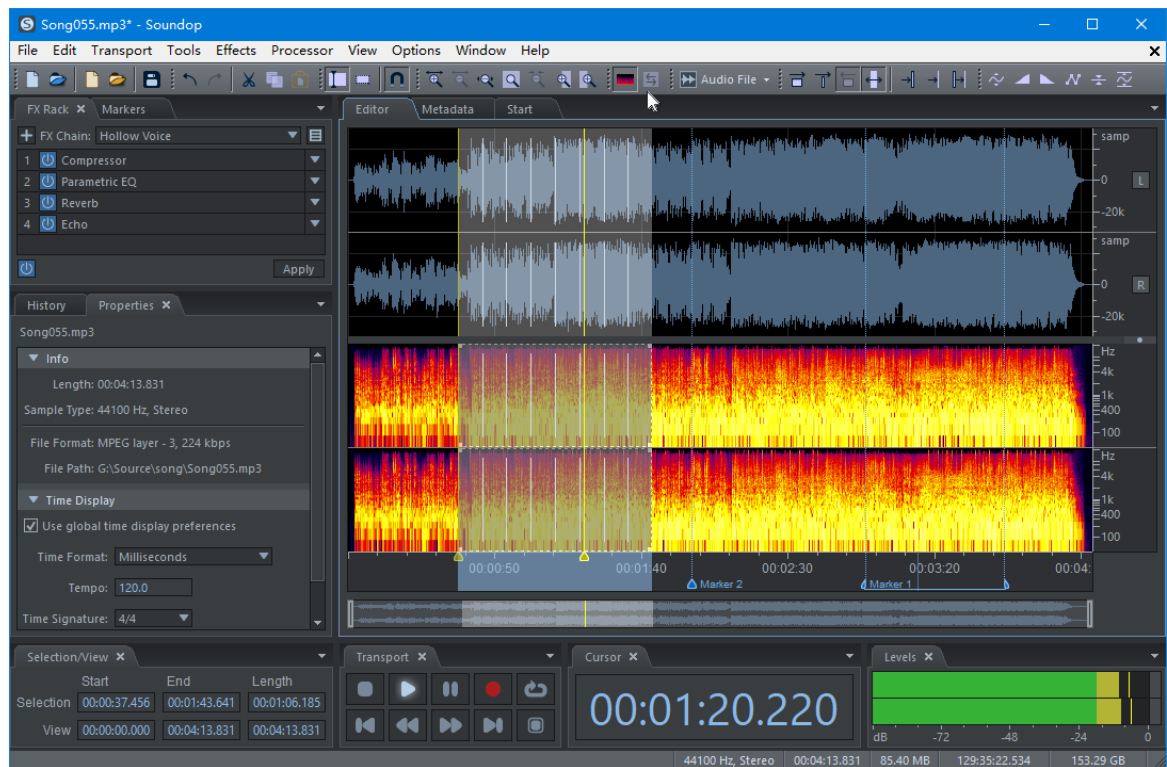 Song055.mp3* - Soundop
File Edit Transport Tools Effects Processor View Options Window Help
Audio File
FX Rack Markers
FX Chain: Hollow Voice
1 Compressor
2 Parametric EQ
3 Reverb
4 Echo
Apply
History Properties
Song055.mp3
Info
Length: 00:04:13.831
Sample Type: 44100 Hz, Stereo
File Format: MPEG layer - 3, 224 kbps
File Path: G:\Source\song\Song055.mp3
Time Display
Use global time display preferences
Time Format: Milliseconds
Tempo: 120.0
Time Signature: 4/4
Editor Metadata Start
samp
-0 L
-20k
samp
-0 R
-20k
Hz
4k
1k
400
100
Hz
4k
1k
400
100
00:00:50 00:01:40 00:02:30 00:03:20 00:04:
Marker 2 Marker 1
Selection/View
Start End Length
Selection 00:00:37.456 00:01:43.641 00:01:06.185
View 00:00:00.000 00:04:13.831 00:04:13.831
Transport
Cursor
00:01:20.220
Levels
dB -72 -48 -24 0
44100 Hz, Stereo 00:04:13.831 85.40 MB 129:35:22.534 153.29 GB